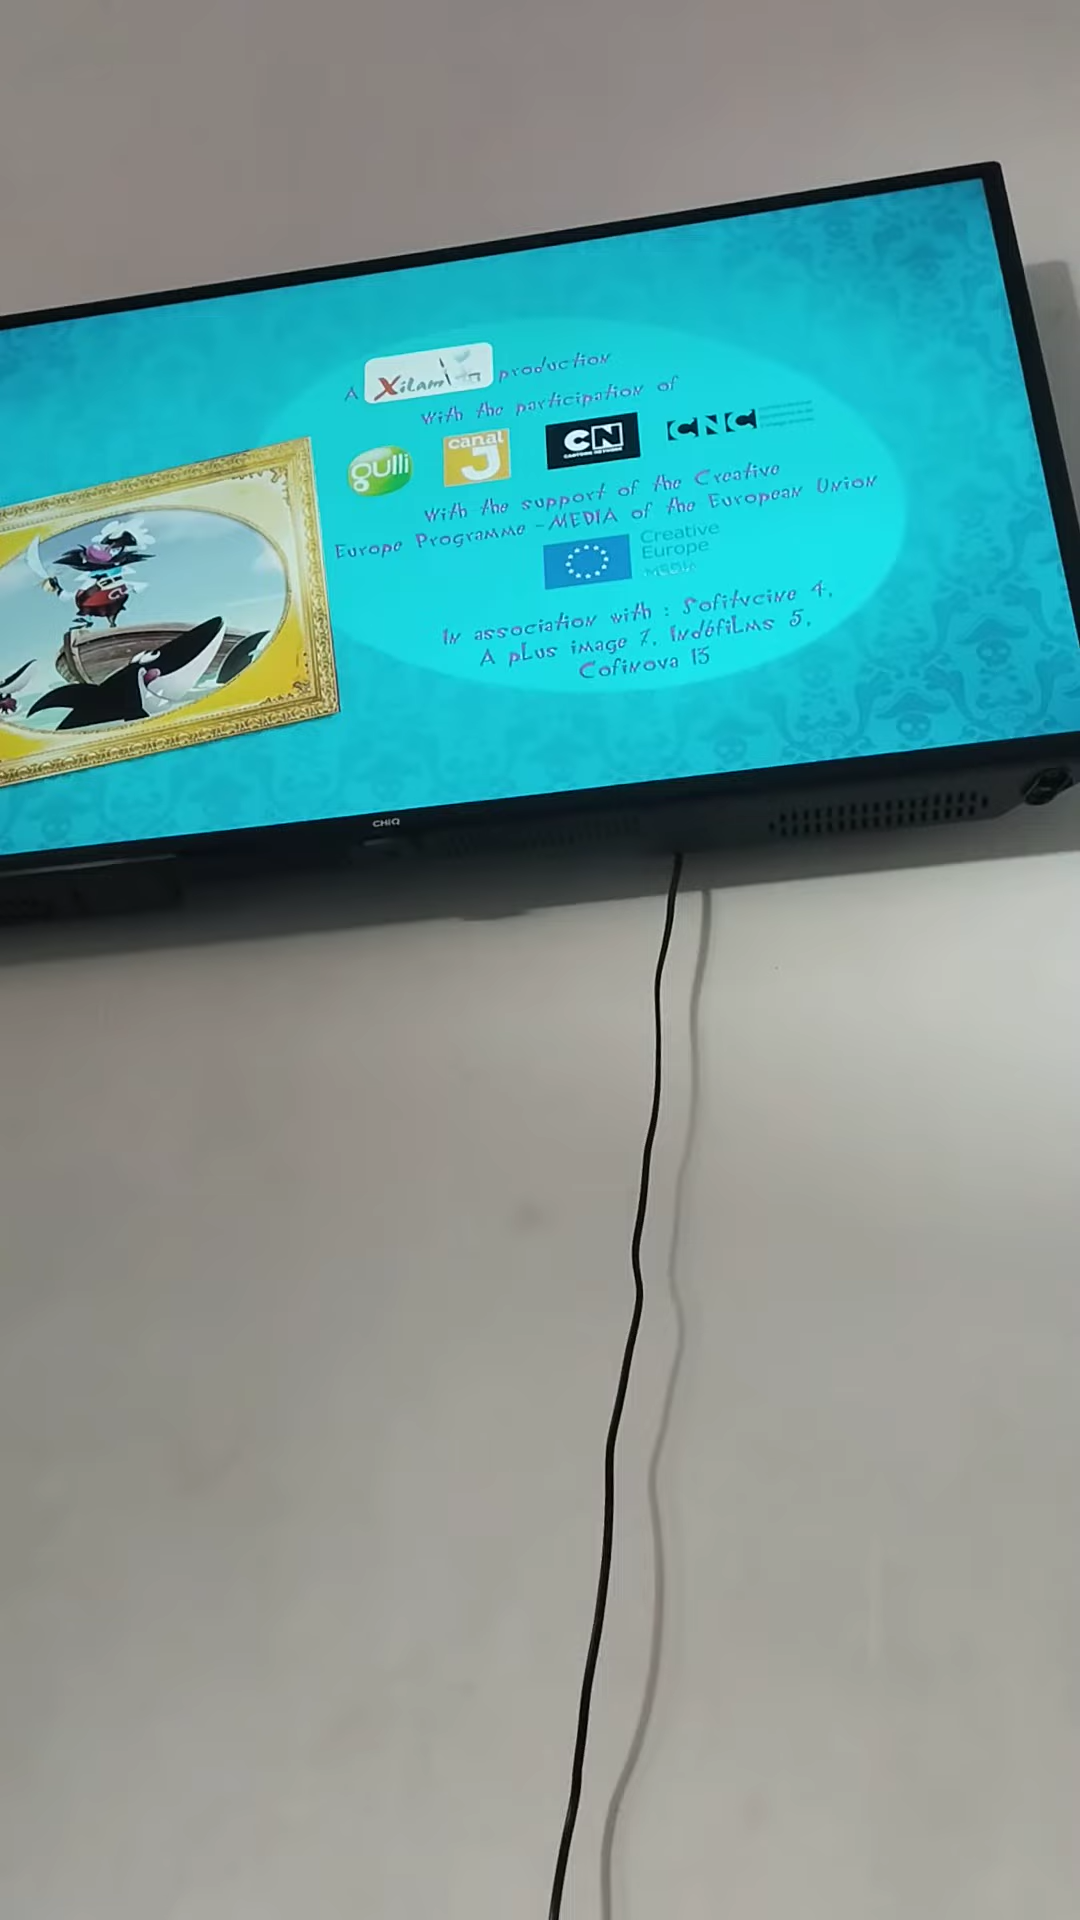 A Xilam production
With the participation of
gulli canal J CN CARTOON NETWORK CNC
With the support of the Creative
Europe Programme - MEDIA of the European Union
Creative
Europe
MEDIA
In association with : Sofitvcine 4,
A plus image 7, Indéfilms 5,
Cofinova 13
CHiQ